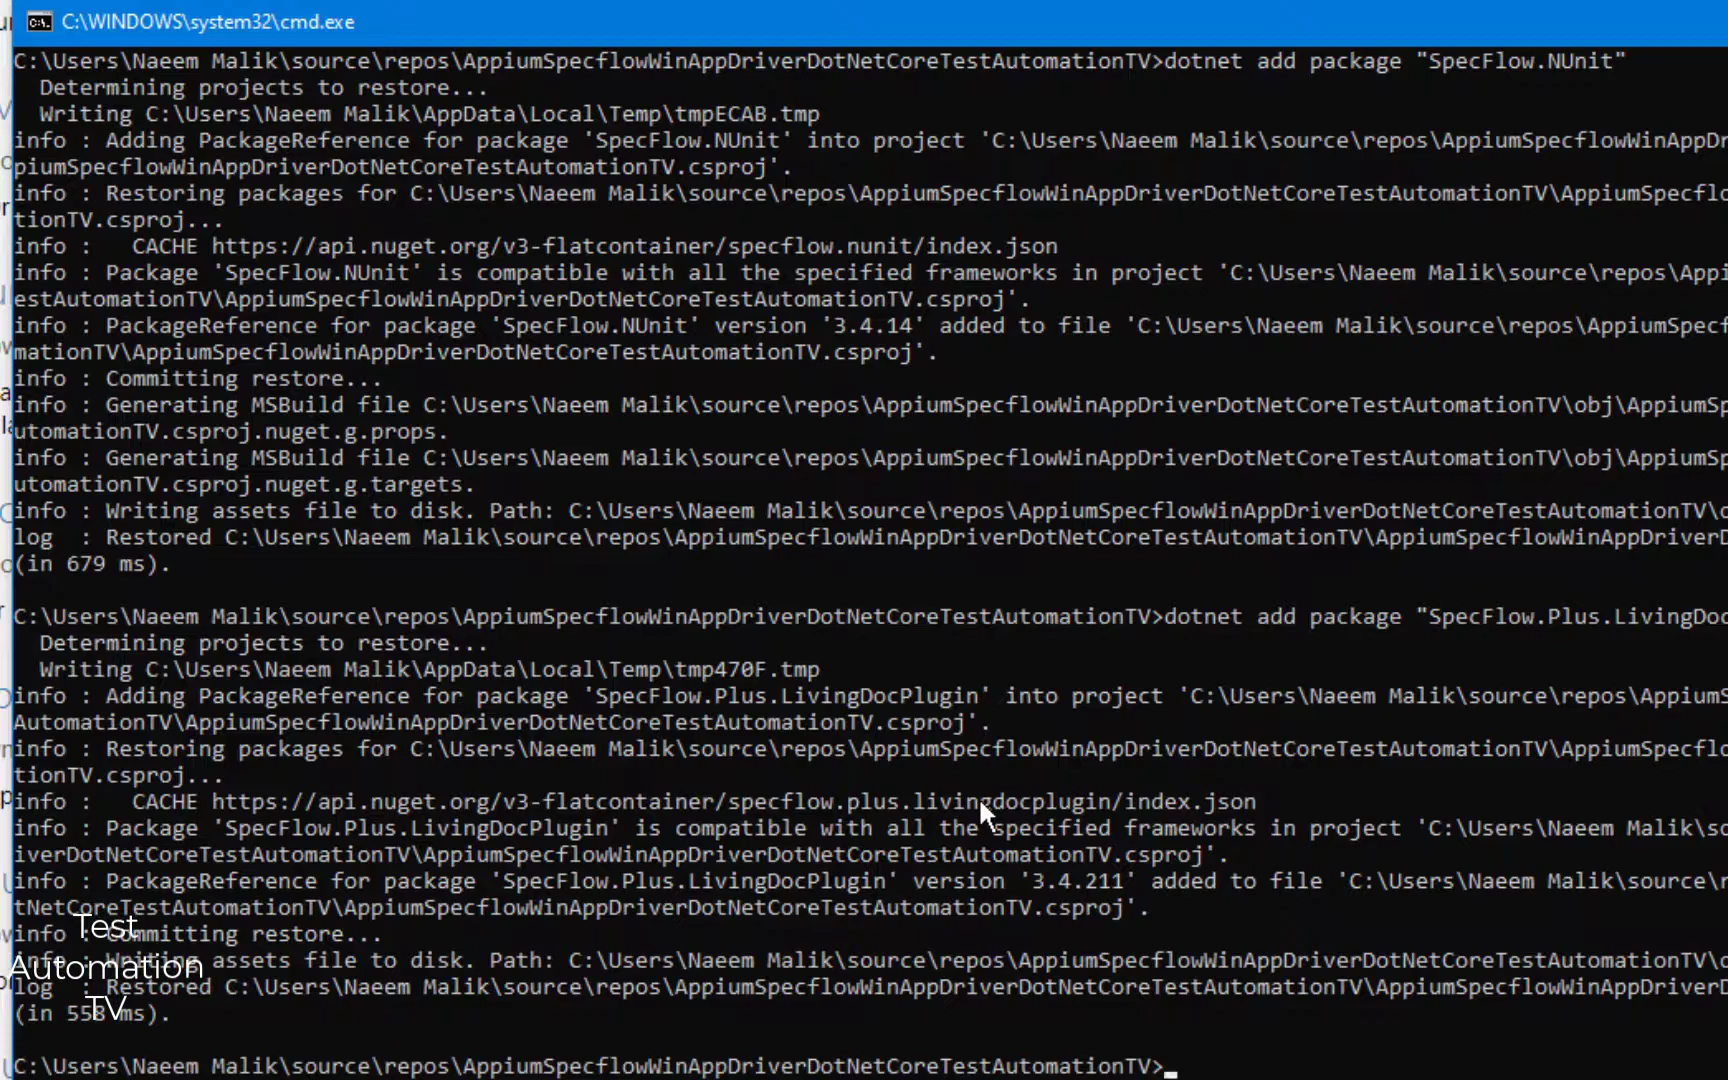 C:\WINDOWS\system32\cmd.exe
C:\Users\Naeem Malik\source\repos\AppiumSpecflowWinAppDriverDotNetCoreTestAutomationTV>dotnet add package "SpecFlow.NUnit"
  Determining projects to restore...
  Writing C:\Users\Naeem Malik\AppData\Local\Temp\tmpECAB.tmp
info : Adding PackageReference for package 'SpecFlow.NUnit' into project 'C:\Users\Naeem Malik\source\repos\AppiumSpecflowWinAppDr
piumSpecflowWinAppDriverDotNetCoreTestAutomationTV.csproj'.
info : Restoring packages for C:\Users\Naeem Malik\source\repos\AppiumSpecflowWinAppDriverDotNetCoreTestAutomationTV\AppiumSpecflo
tionTV.csproj...
info :   CACHE https://api.nuget.org/v3-flatcontainer/specflow.nunit/index.json
info : Package 'SpecFlow.NUnit' is compatible with all the specified frameworks in project 'C:\Users\Naeem Malik\source\repos\Appi
estAutomationTV\AppiumSpecflowWinAppDriverDotNetCoreTestAutomationTV.csproj'.
info : PackageReference for package 'SpecFlow.NUnit' version '3.4.14' added to file 'C:\Users\Naeem Malik\source\repos\AppiumSpecf
mationTV\AppiumSpecflowWinAppDriverDotNetCoreTestAutomationTV.csproj'.
info : Committing restore...
info : Generating MSBuild file C:\Users\Naeem Malik\source\repos\AppiumSpecflowWinAppDriverDotNetCoreTestAutomationTV\obj\AppiumSp
utomationTV.csproj.nuget.g.props.
info : Generating MSBuild file C:\Users\Naeem Malik\source\repos\AppiumSpecflowWinAppDriverDotNetCoreTestAutomationTV\obj\AppiumSp
utomationTV.csproj.nuget.g.targets.
info : Writing assets file to disk. Path: C:\Users\Naeem Malik\source\repos\AppiumSpecflowWinAppDriverDotNetCoreTestAutomationTV\
log  : Restored C:\Users\Naeem Malik\source\repos\AppiumSpecflowWinAppDriverDotNetCoreTestAutomationTV\AppiumSpecflowWinAppDriverD
(in 679 ms).
C:\Users\Naeem Malik\source\repos\AppiumSpecflowWinAppDriverDotNetCoreTestAutomationTV>dotnet add package "SpecFlow.Plus.LivingDoc
  Determining projects to restore...
  Writing C:\Users\Naeem Malik\AppData\Local\Temp\tmp470F.tmp
info : Adding PackageReference for package 'SpecFlow.Plus.LivingDocPlugin' into project 'C:\Users\Naeem Malik\source\repos\AppiumS
AutomationTV\AppiumSpecflowWinAppDriverDotNetCoreTestAutomationTV.csproj'.
info : Restoring packages for C:\Users\Naeem Malik\source\repos\AppiumSpecflowWinAppDriverDotNetCoreTestAutomationTV\AppiumSpecflo
tionTV.csproj...
info :   CACHE https://api.nuget.org/v3-flatcontainer/specflow.plus.livingdocplugin/index.json
info : Package 'SpecFlow.Plus.LivingDocPlugin' is compatible with all the specified frameworks in project 'C:\Users\Naeem Malik\so
iverDotNetCoreTestAutomationTV\AppiumSpecflowWinAppDriverDotNetCoreTestAutomationTV.csproj'.
info : PackageReference for package 'SpecFlow.Plus.LivingDocPlugin' version '3.4.211' added to file 'C:\Users\Naeem Malik\source\r
tNetCoreTestAutomationTV\AppiumSpecflowWinAppDriverDotNetCoreTestAutomationTV.csproj'.
info : Committing restore...
info : Writing assets file to disk. Path: C:\Users\Naeem Malik\source\repos\AppiumSpecflowWinAppDriverDotNetCoreTestAutomationTV\
log  : Restored C:\Users\Naeem Malik\source\repos\AppiumSpecflowWinAppDriverDotNetCoreTestAutomationTV\AppiumSpecflowWinAppDriverD
(in 558 ms).
C:\Users\Naeem Malik\source\repos\AppiumSpecflowWinAppDriverDotNetCoreTestAutomationTV>
Test
Automation
TV